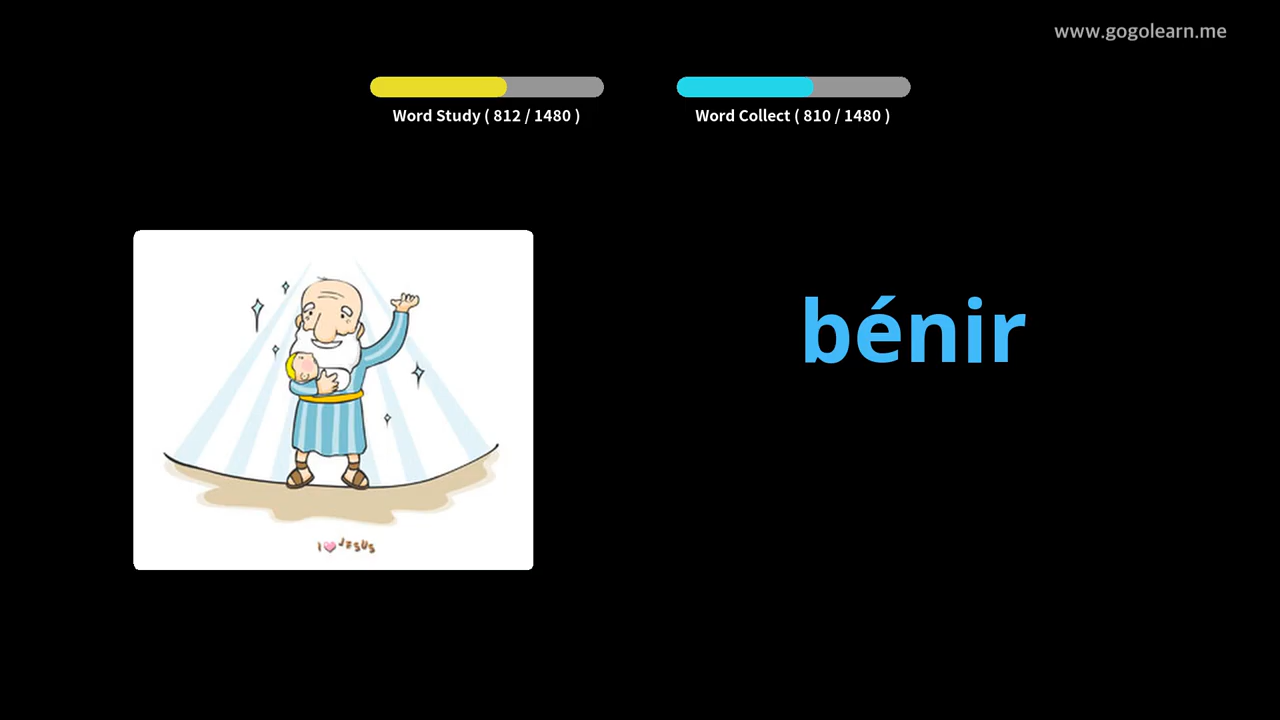 www.gogolearn.me
Word Study ( 812 / 1480 )
Word Collect ( 810 / 1480 )
bénir
I ♥ JESUS